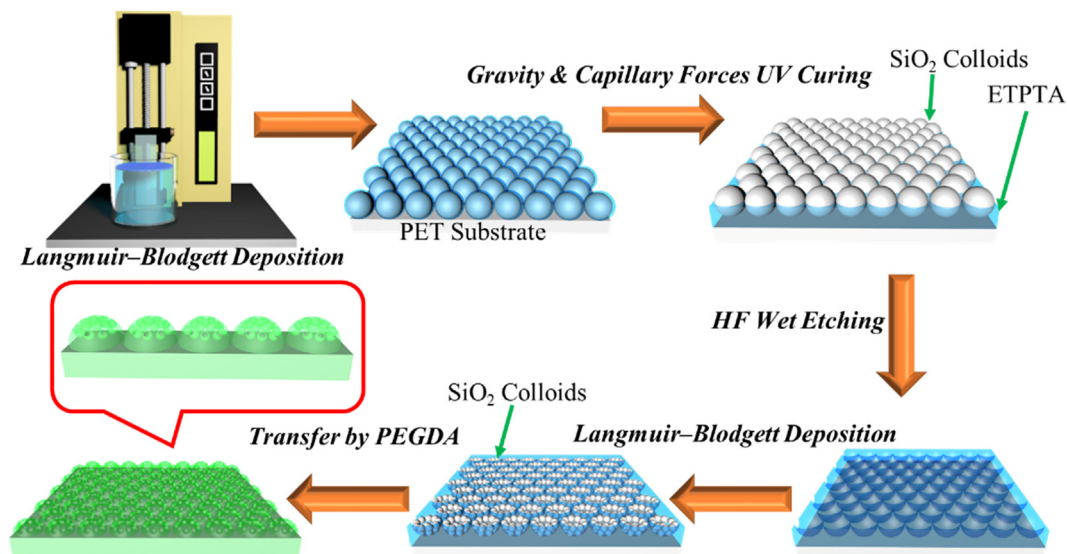 Gravity & Capillary Forces UV Curing
SiO₂ Colloids
ETPTA
PET Substrate
Langmuir–Blodgett Deposition
HF Wet Etching
SiO₂ Colloids
Transfer by PEGDA
Langmuir–Blodgett Deposition